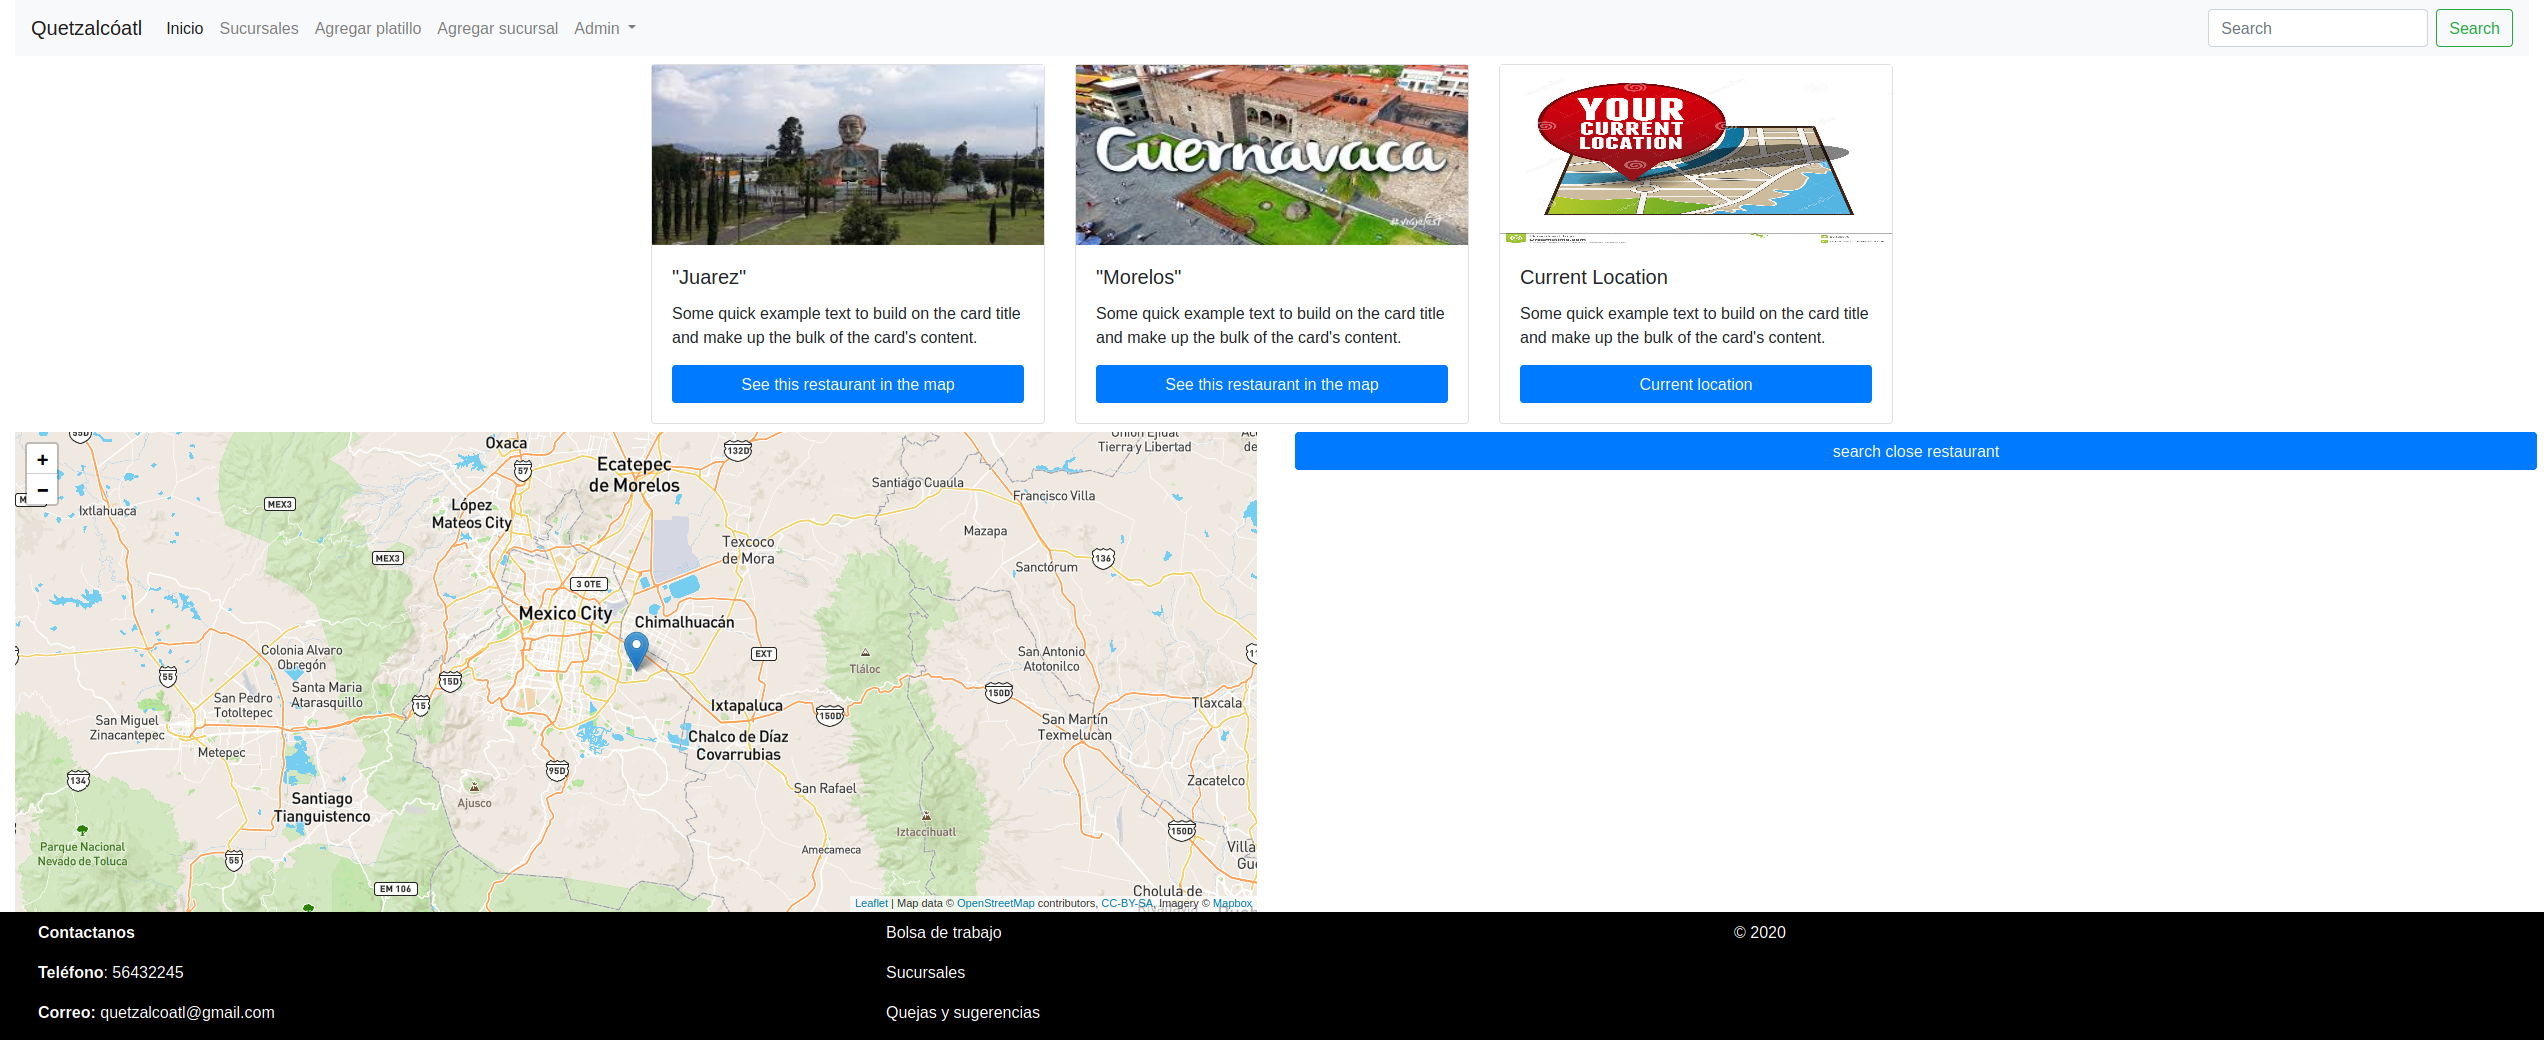 Quetzalcóatl Inicio Sucursales Agregar platillo Agregar sucursal Admin Search Search
Cuernavaca
#viajefest
YOUR
CURRENT
LOCATION
"Juarez"
Some quick example text to build on the card title
and make up the bulk of the card's content.
See this restaurant in the map
"Morelos"
Some quick example text to build on the card title
and make up the bulk of the card's content.
See this restaurant in the map
Current Location
Some quick example text to build on the card title
and make up the bulk of the card's content.
Current location
search close restaurant
+
−
55D
Oxaca
57
Ecatepec
de Morelos
132D
Unión Ejidal
Tierra y Libertad
Ixtlahuaca
MEX3
López
Mateos City
Santiago Cuaula
Francisco Villa
Mazapa
MEX3
Texcoco
de Mora
136
Sanctórum
3 OTE
Mexico City
Chimalhuacán
Colonia Alvaro
Obregón
EXT
Tláloc
San Antonio
Atotonilco
55
15D
San Pedro
Totoltepec
Santa Maria
Atarasquillo
15
Ixtapaluca
150D
150D
Tlaxcala
San Miguel
Zinacantepec
Metepec
Chalco de Díaz
Covarrubias
San Martín
Texmelucan
134
95D
Ajusco
San Rafael
Zacatelco
Santiago
Tianguistenco
Iztaccíhuatl
150D
Parque Nacional
Nevado de Toluca
55
Amecameca
EM 106
Cholula de
Leaflet | Map data © OpenStreetMap contributors, CC-BY-SA, Imagery © Mapbox
Contactanos
Teléfono: 56432245
Correo: quetzalcoatl@gmail.com
Bolsa de trabajo
Sucursales
Quejas y sugerencias
© 2020